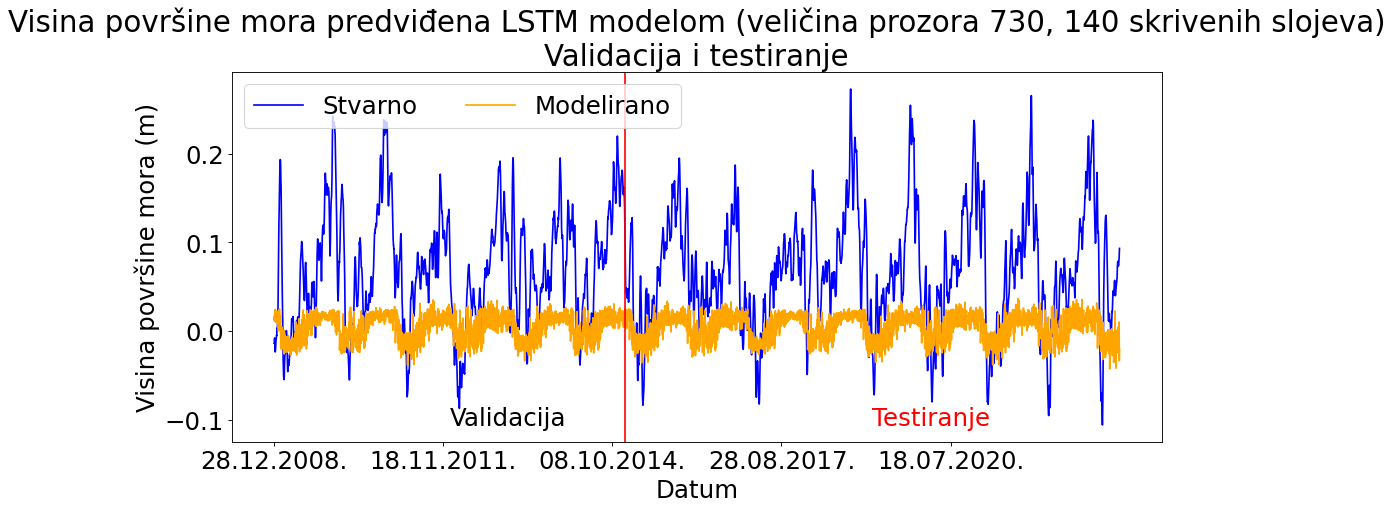 Visina površine mora predviđena LSTM modelom (veličina prozora 730, 140 skrivenih slojeva)
Validacija i testiranje
Stvarno
Modelirano
Visina površine mora (m)
0.2
0.1
0.0
−0.1
Validacija
Testiranje
28.12.2008.
18.11.2011.
08.10.2014.
28.08.2017.
18.07.2020.
Datum